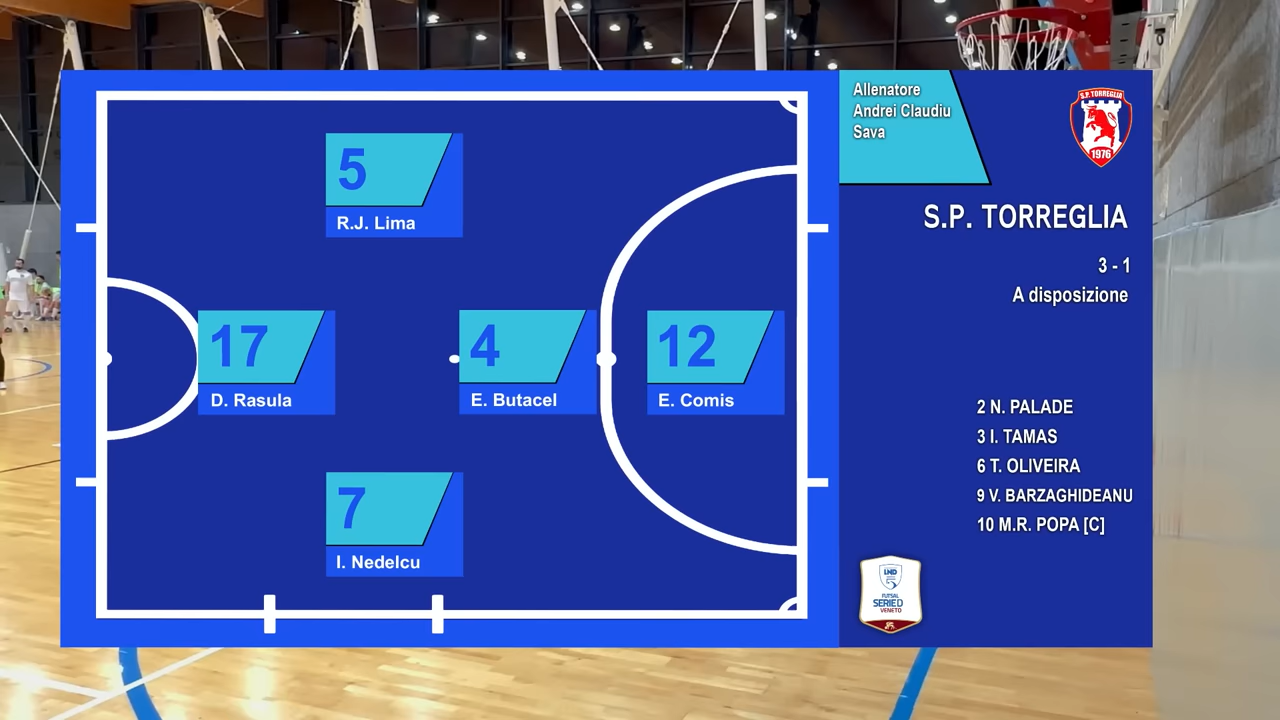 Allenatore
Andrei Claudiu
Sava
S.P. TORREGLIA
1976
S.P. TORREGLIA
3 - 1
A disposizione
2 N. PALADE
3 I. TAMAS
6 T. OLIVEIRA
9 V. BARZAGHIDEANU
10 M.R. POPA [C]
5
R.J. Lima
17
D. Rasula
4
E. Butacel
12
E. Comis
7
I. Nedelcu
LND
FUTSAL
SERIE D
VENETO